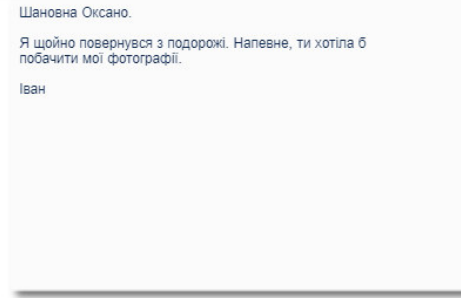 Шановна Оксано.
Я щойно повернувся з подорожі. Напевне, ти хотіла б
побачити мої фотографії.
Іван